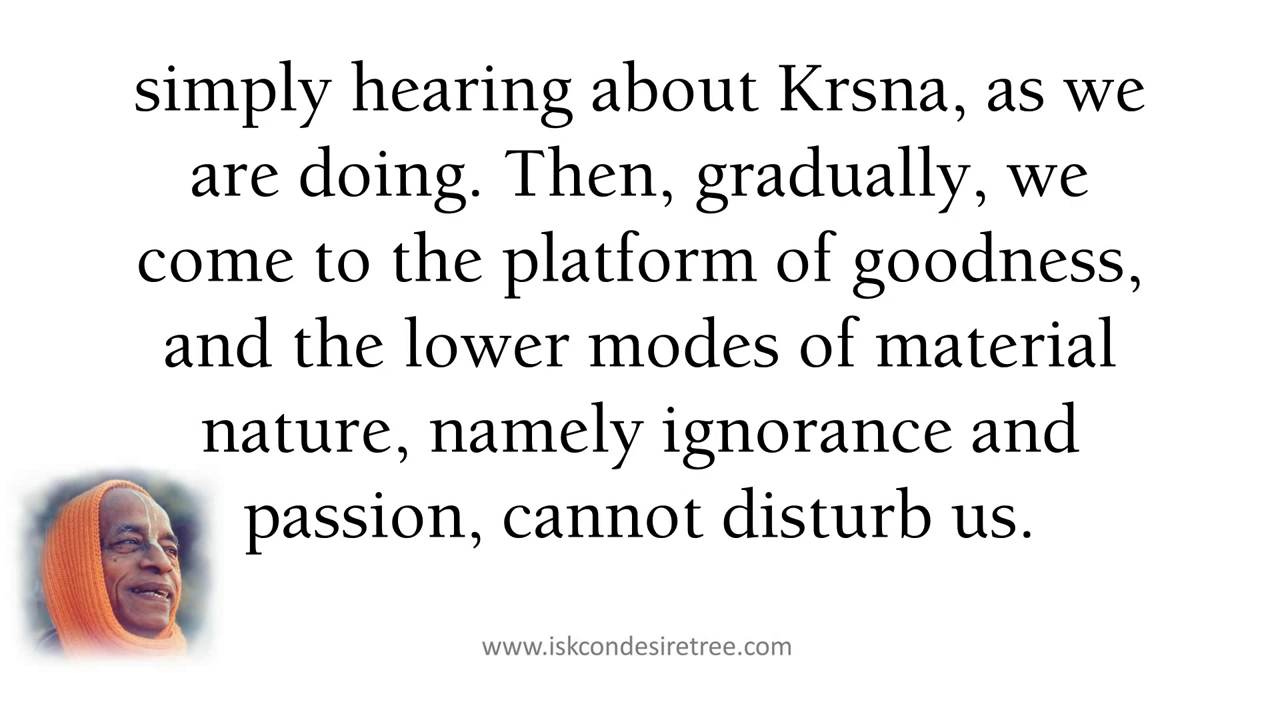 simply hearing about Krsna, as we
are doing. Then, gradually, we
come to the platform of goodness,
and the lower modes of material
nature, namely ignorance and
passion, cannot disturb us.
www.iskcondesiretree.com